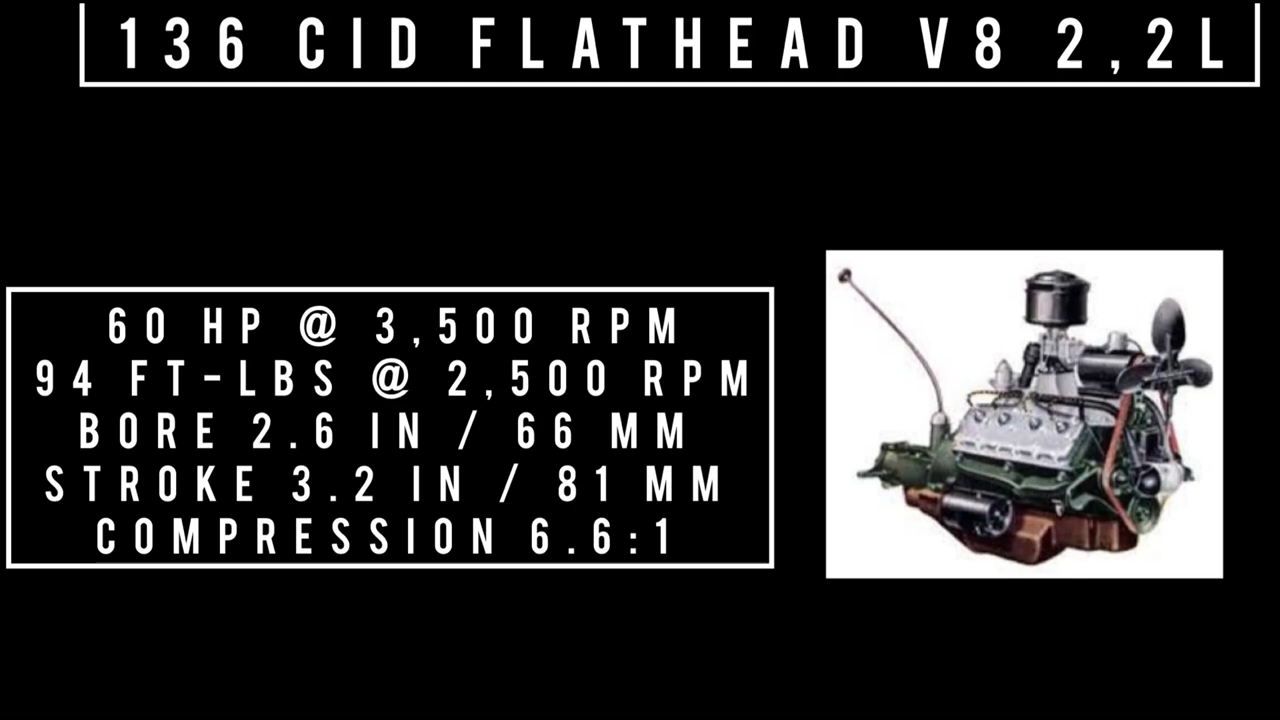 136 CID FLATHEAD V8 2,2L
60 HP @ 3,500 RPM
94 FT-LBS @ 2,500 RPM
BORE 2.6 IN / 66 MM
STROKE 3.2 IN / 81 MM
COMPRESSION 6.6:1